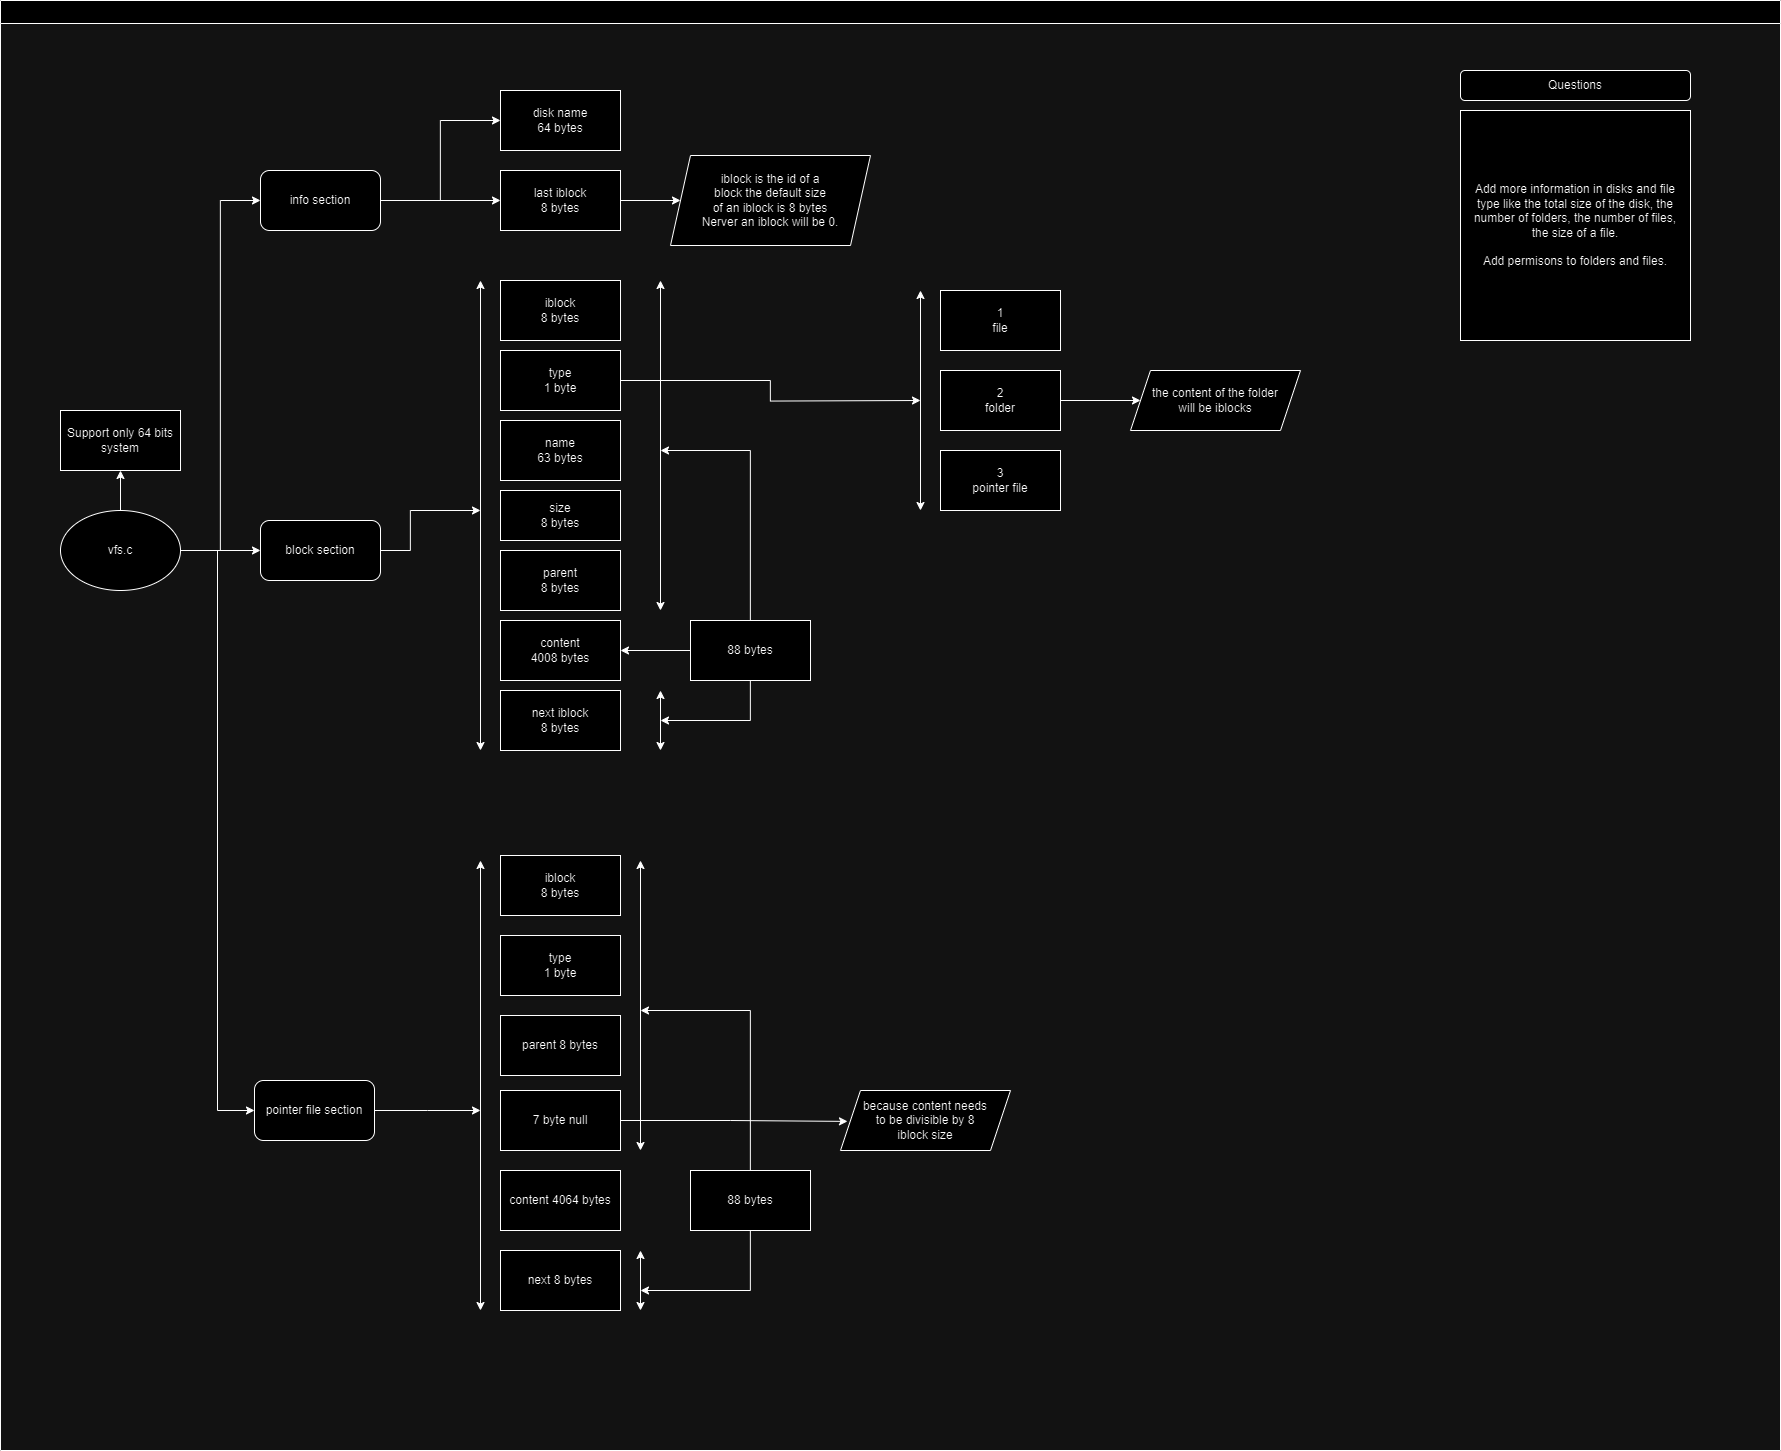 Questions
Add more information in disks and file
type like the total size of the disk, the
number of folders, the number of files,
the size of a file.
Add permisons to folders and files.
disk name
64 bytes
info section
last iblock
8 bytes
iblock is the id of a
block the default size
of an iblock is 8 bytes
Nerver an iblock will be 0.
iblock
8 bytes
type
1 byte
name
63 bytes
size
8 bytes
parent
8 bytes
content
4008 bytes
next iblock
8 bytes
88 bytes
1
file
2
folder
3
pointer file
the content of the folder
will be iblocks
Support only 64 bits
system
vfs.c
block section
iblock
8 bytes
type
1 byte
parent 8 bytes
7 byte null
content 4064 bytes
next 8 bytes
pointer file section
because content needs
to be divisible by 8
iblock size
88 bytes